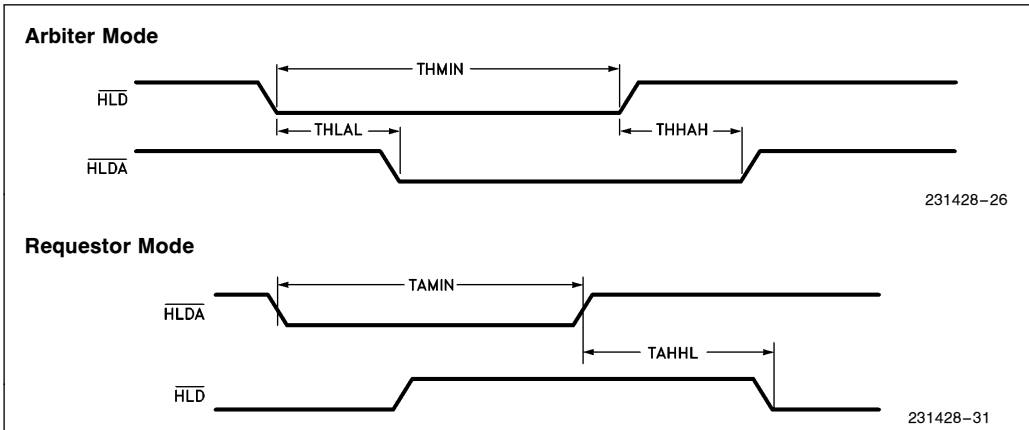 Arbiter Mode
THMIN
HLD
THLAL
THHAH
HLDA
231428-26
Requestor Mode
TAMIN
HLDA
TAHHL
HLD
231428-31